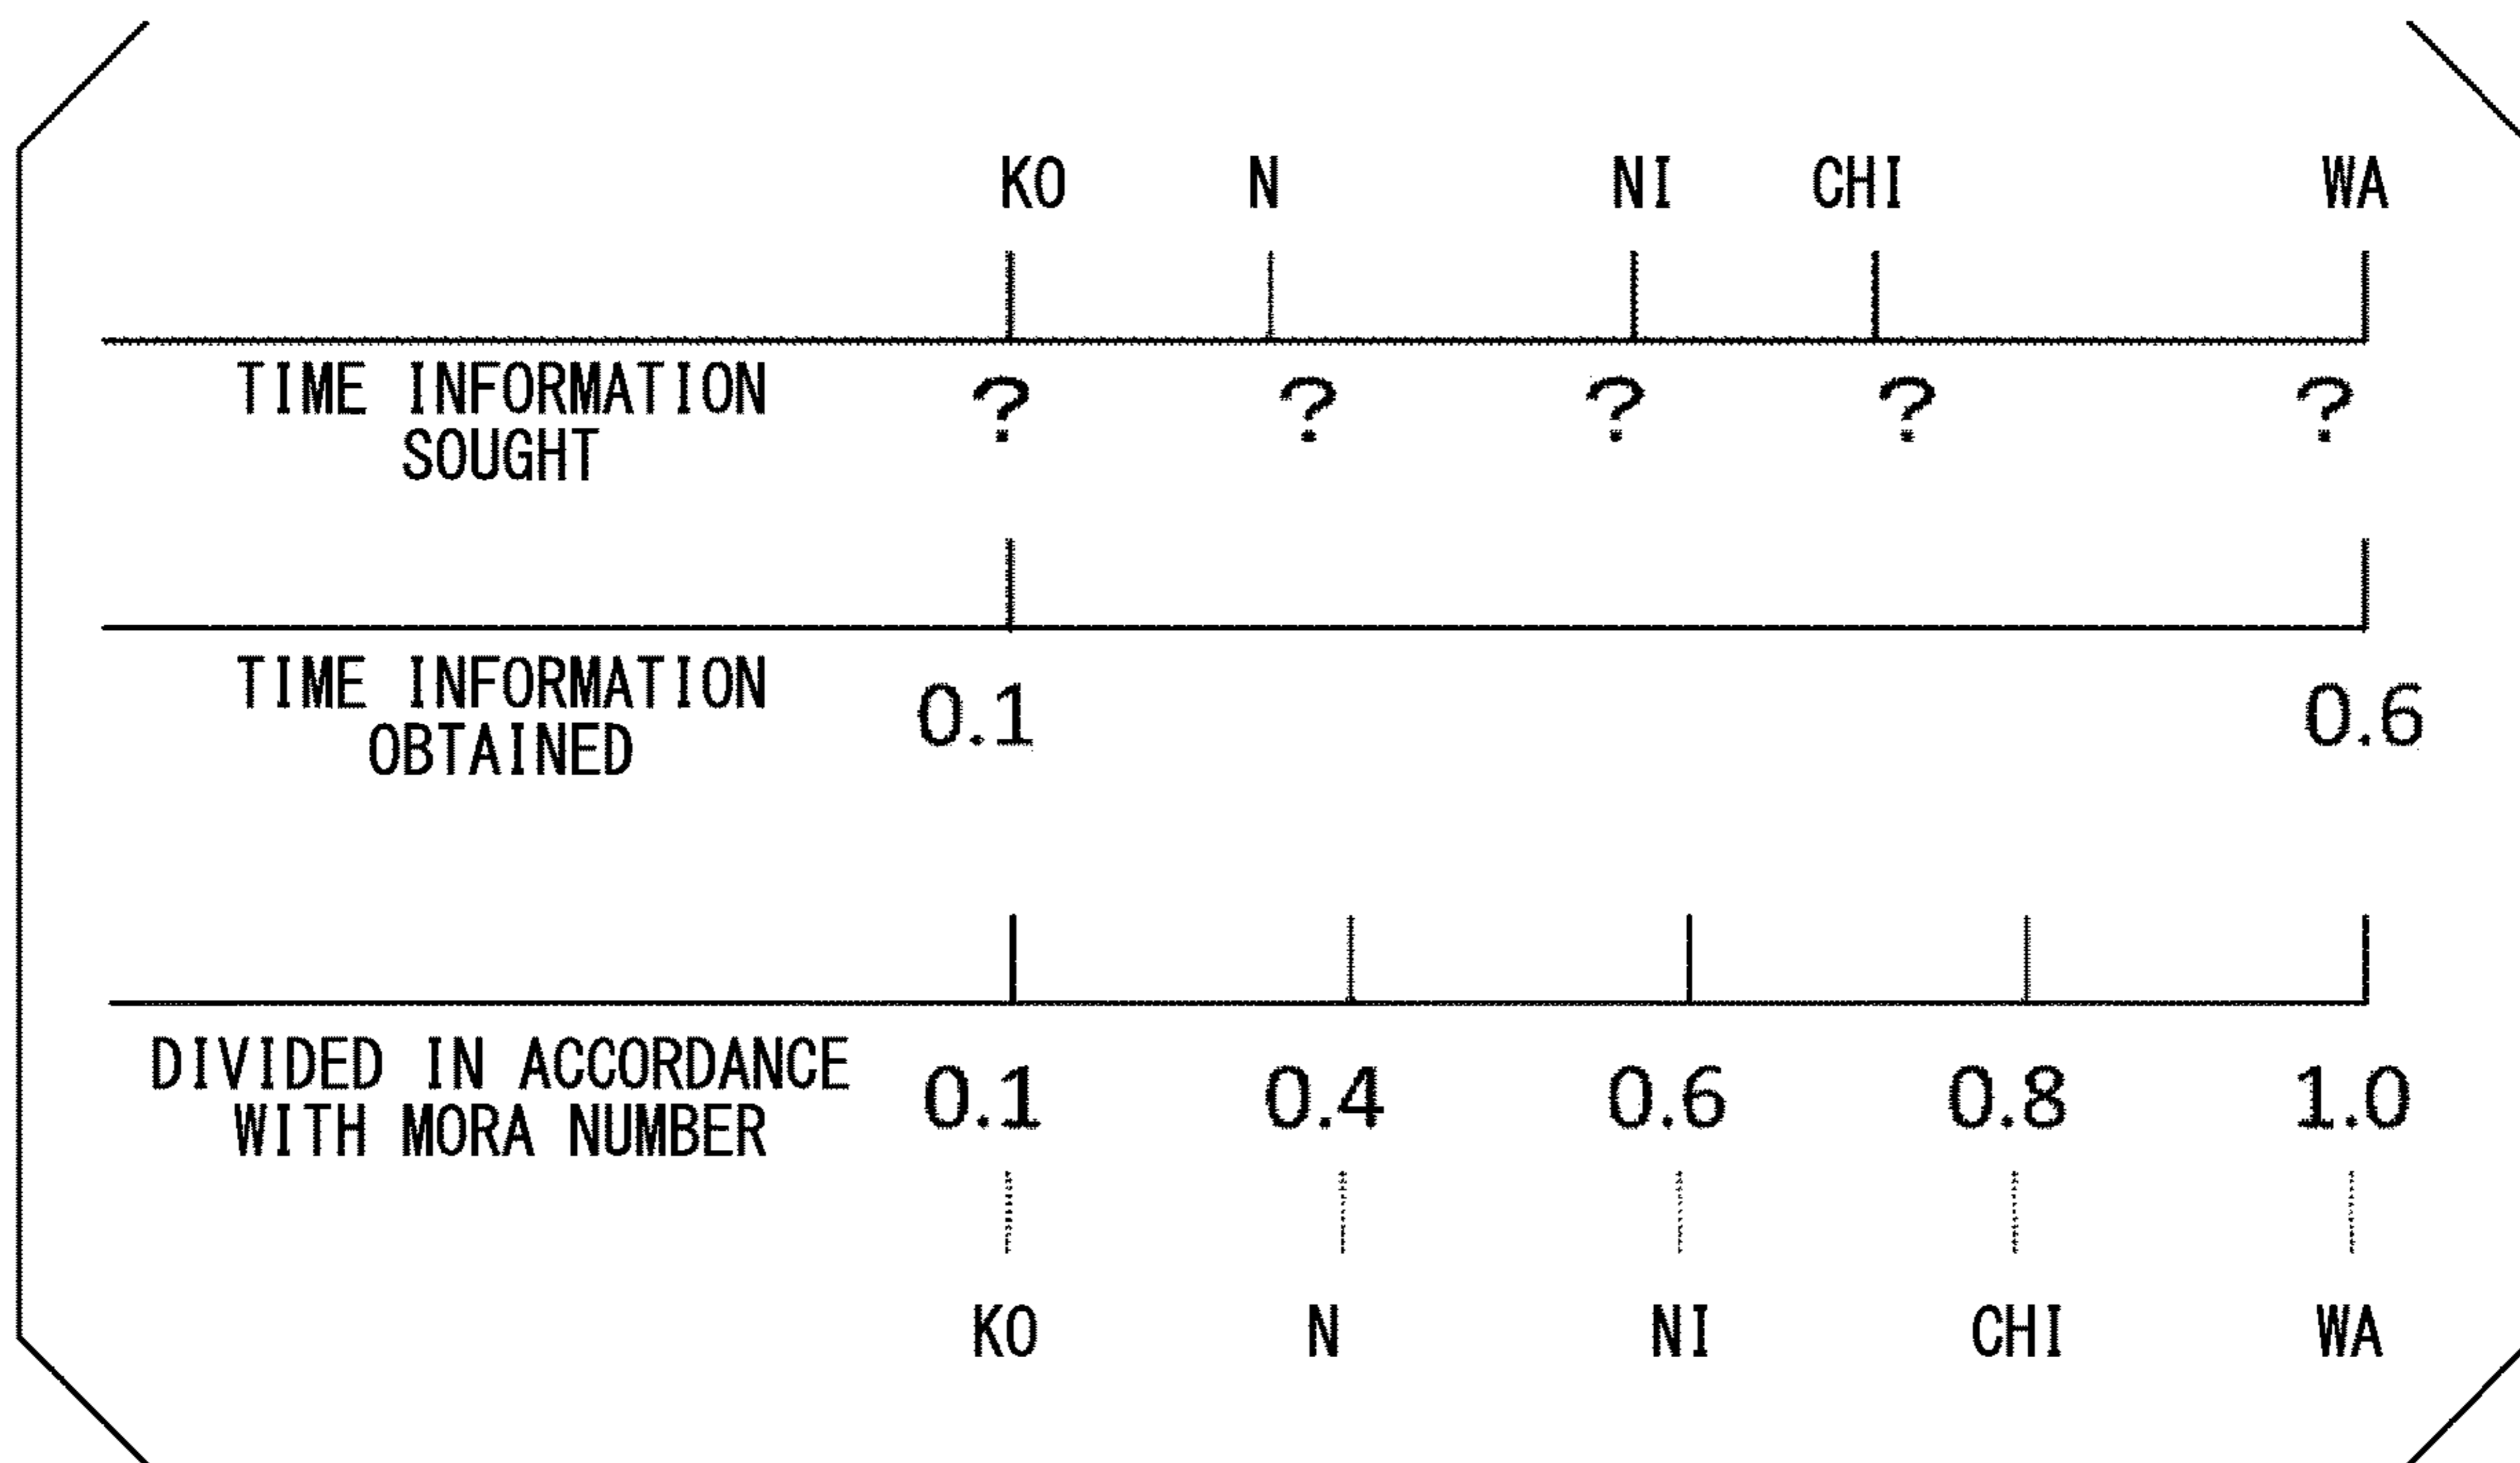 KO N NI CHI WA
TIME INFORMATION
SOUGHT
? ? ? ? ?
TIME INFORMATION
OBTAINED
0.1 0.6
DIVIDED IN ACCORDANCE
WITH MORA NUMBER
0.1 0.4 0.6 0.8 1.0
KO N NI CHI WA